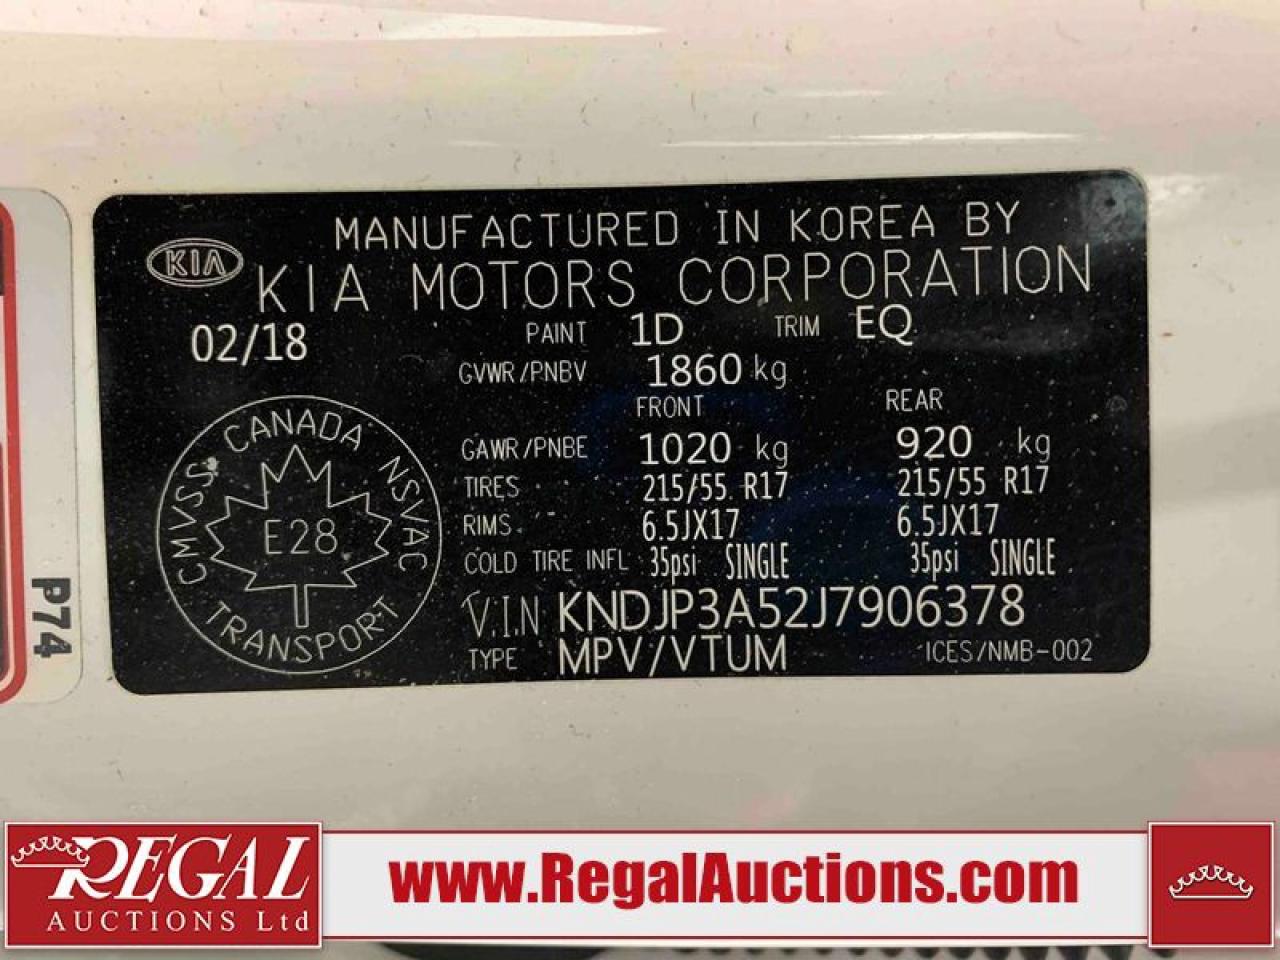 MANUFACTURED IN KOREA BY
KIA KIA MOTORS CORPORATION
02/18 PAINT 1D TRIM EQ
GVWR/PNBV 1860 kg
FRONT REAR
GAWR/PNBE 1020 kg 920 kg
TIRES 215/55 R17 215/55 R17
RIMS 6.5JX17 6.5JX17
COLD TIRE INFL 35psi SINGLE 35psi SINGLE
V.I.N KNDJP3A52J7906378
TYPE MPV/VTUM ICES/NMB-002
CANADA
CMVSS NSVAC
E28
TRANSPORT
P74
REGAL
AUCTIONS Ltd
www.RegalAuctions.com